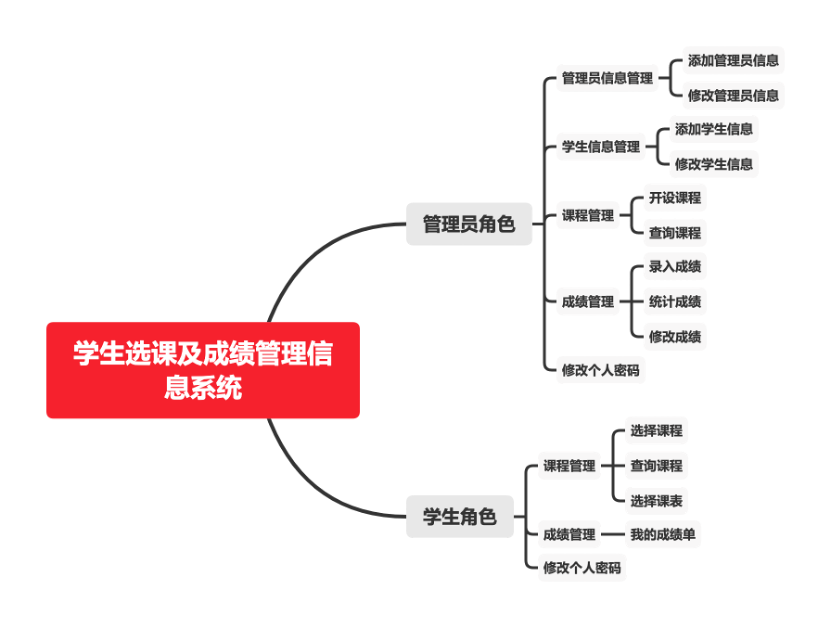 学生选课及成绩管理信
息系统
管理员角色
管理员信息管理
添加管理员信息
修改管理员信息
学生信息管理
添加学生信息
修改学生信息
课程管理
开设课程
查询课程
成绩管理
录入成绩
统计成绩
修改成绩
修改个人密码
学生角色
课程管理
选择课程
查询课程
选择课表
成绩管理
我的成绩单
修改个人密码